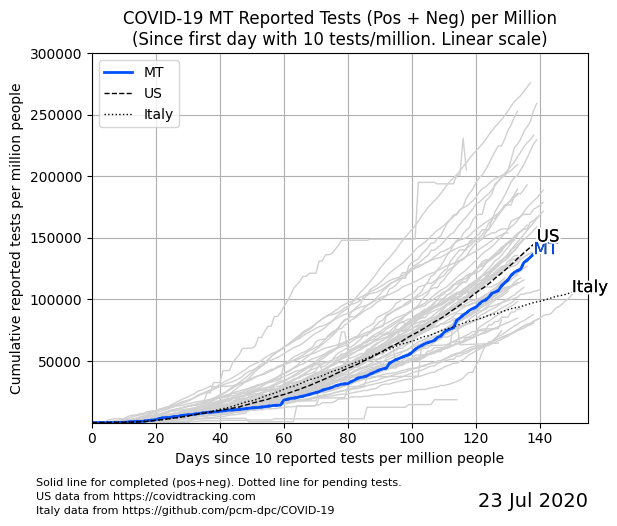 COVID-19 MT Reported Tests (Pos + Neg) per Million
(Since first day with 10 tests/million. Linear scale)
300000
250000
200000
150000
100000
50000
Cumulative reported tests per million people
MT
US
Italy
US
MT
Italy
0 20 40 60 80 100 120 140
Days since 10 reported tests per million people
Solid line for completed (pos+neg). Dotted line for pending tests.
US data from https://covidtracking.com
Italy data from https://github.com/pcm-dpc/COVID-19
23 Jul 2020